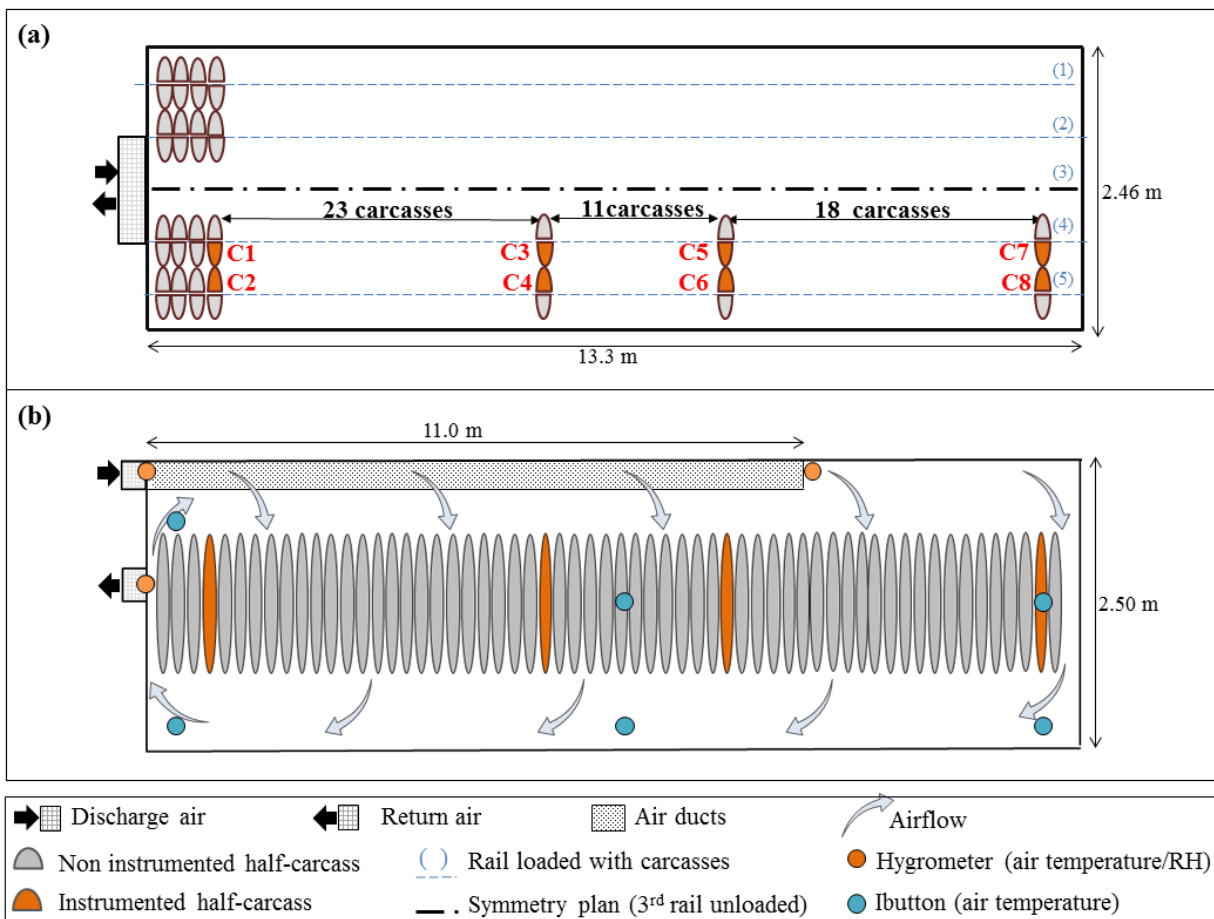 (a)
(1)
(2)
(3)
2.46 m
23 carcasses
11carcasses
18 carcasses
(4)
C1
C3
C5
C7
C2
C4
C6
C8
(5)
13.3 m
(b)
11.0 m
2.50 m
Discharge air
Return air
Air ducts
Airflow
Non instrumented half-carcass
( )
Rail loaded with carcasses
Hygrometer (air temperature/RH)
Instrumented half-carcass
Symmetry plan (3rd rail unloaded)
Ibutton (air temperature)